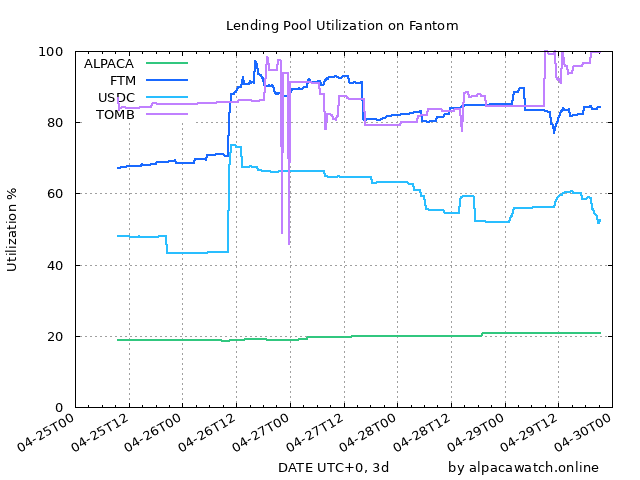 Lending Pool Utilization on Fantom
100
80
60
40
20
0
Utilization %
ALPACA
FTM
USDC
TOMB
04-25T00
04-25T12
04-26T00
04-26T12
04-27T00
04-27T12
04-28T00
04-28T12
04-29T00
04-29T12
04-30T00
DATE UTC+0, 3d by alpacawatch.online